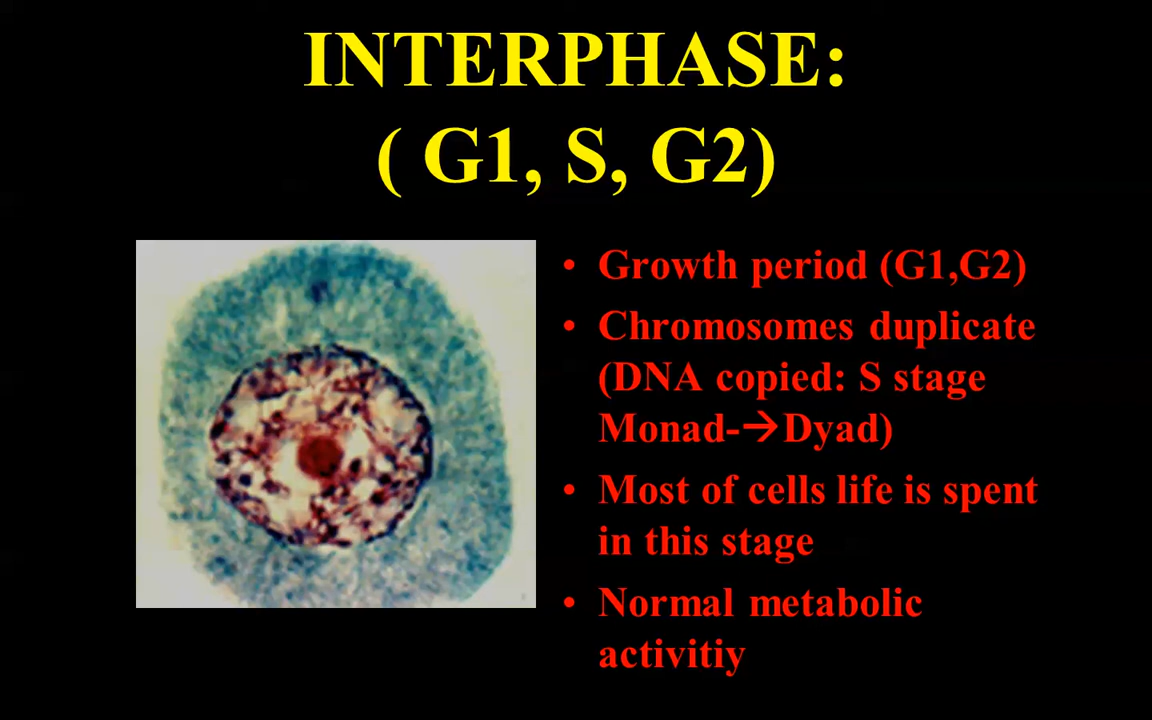 INTERPHASE:
( G1, S, G2)
• Growth period (G1,G2)
• Chromosomes duplicate
(DNA copied: S stage
Monad-→Dyad)
• Most of cells life is spent
in this stage
• Normal metabolic
activitiy